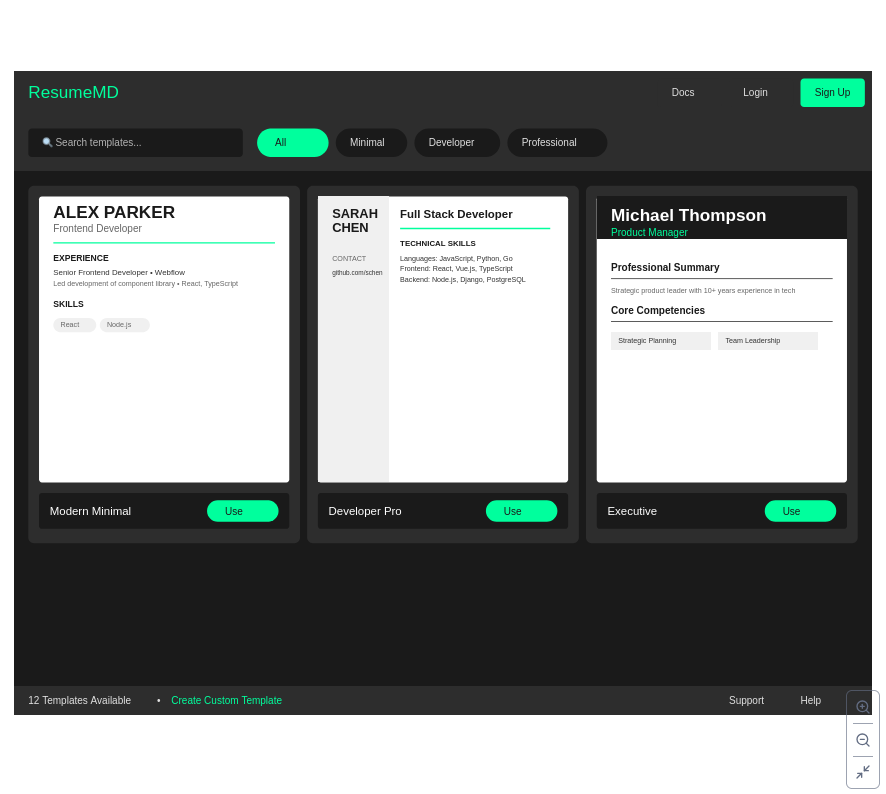 ResumeMD
Docs
Login
Sign Up
🔍 Search templates...
All
Minimal
Developer
Professional
ALEX PARKER
Frontend Developer
EXPERIENCE
Senior Frontend Developer • Webflow
Led development of component library • React, TypeScript
SKILLS
React
Node.js
Modern Minimal
Use
SARAH
CHEN
CONTACT
github.com/schen
Full Stack Developer
TECHNICAL SKILLS
Languages: JavaScript, Python, Go
Frontend: React, Vue.js, TypeScript
Backend: Node.js, Django, PostgreSQL
Developer Pro
Use
Michael Thompson
Product Manager
Professional Summary
Strategic product leader with 10+ years experience in tech
Core Competencies
Strategic Planning
Team Leadership
Executive
Use
12 Templates Available
•
Create Custom Template
Support
Help